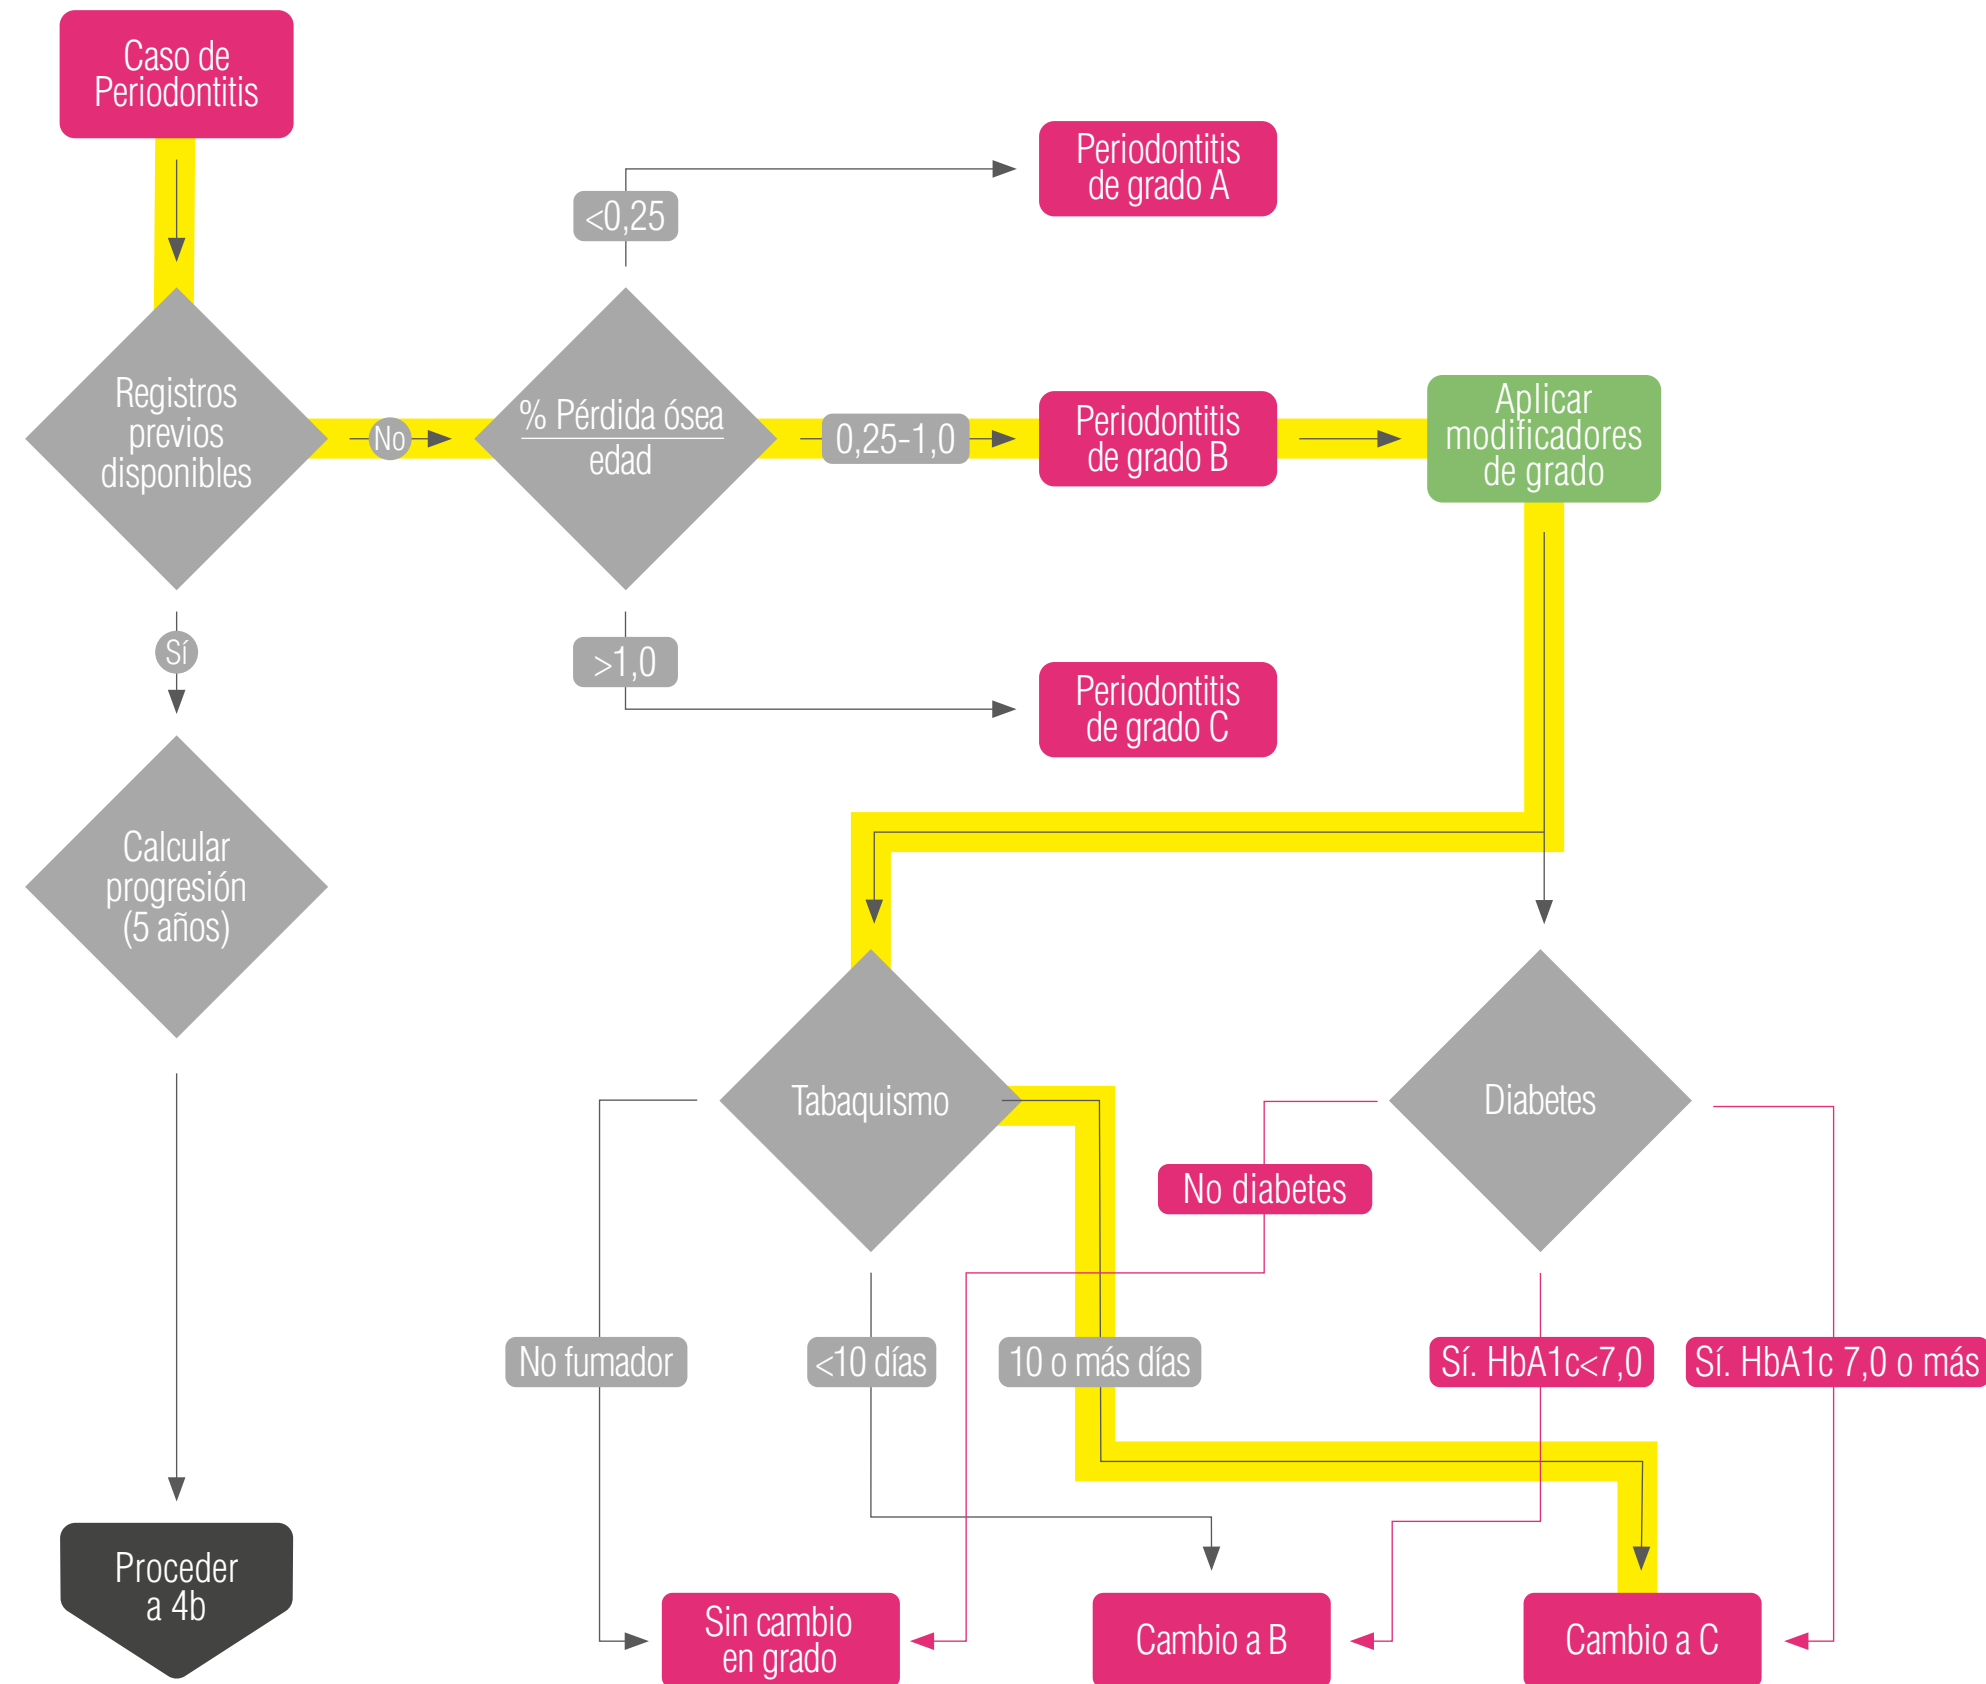 Caso de
Periodontitis
<0,25
Periodontitis
de grado A
Registros
previos
disponibles
No
% Pérdida ósea
edad
0,25-1,0
Periodontitis
de grado B
Aplicar
modificadores
de grado
Sí
>1,0
Periodontitis
de grado C
Calcular
progresión
(5 años)
Tabaquismo
Diabetes
No diabetes
No fumador
<10 días
10 o más días
Sí. HbA1c<7,0
Sí. HbA1c 7,0 o más
Proceder
a 4b
Sin cambio
en grado
Cambio a B
Cambio a C